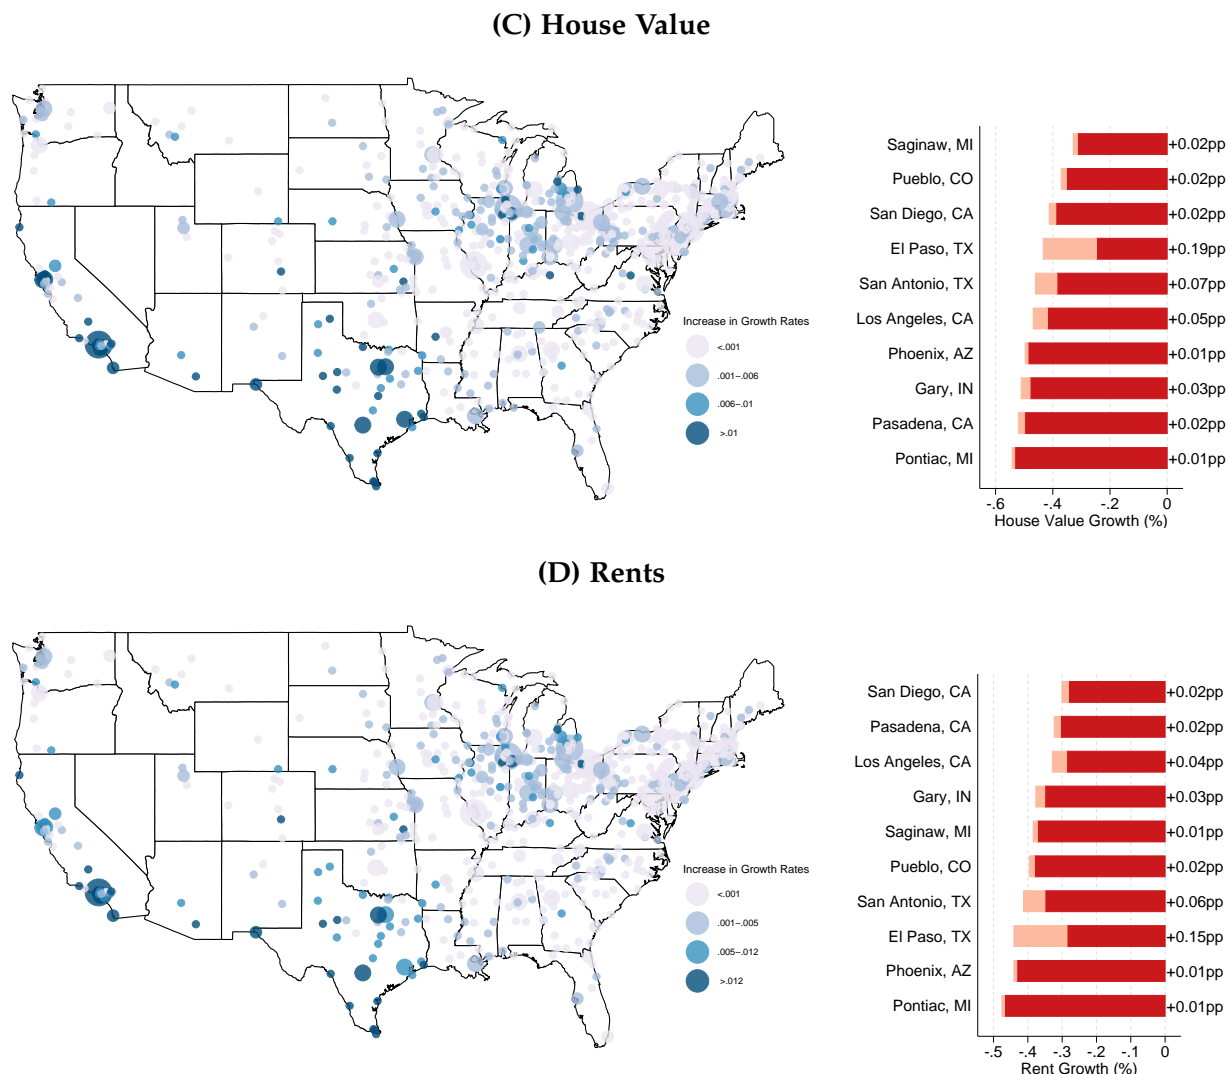 (C) House Value
Increase in Growth Rates
<.001
.001–.006
.006–.01
>.01
Saginaw, MI +0.02pp
Pueblo, CO +0.02pp
San Diego, CA +0.02pp
El Paso, TX +0.19pp
San Antonio, TX +0.07pp
Los Angeles, CA +0.05pp
Phoenix, AZ +0.01pp
Gary, IN +0.03pp
Pasadena, CA +0.02pp
Pontiac, MI +0.01pp
-.6 -.4 -.2 0
House Value Growth (%)
(D) Rents
Increase in Growth Rates
<.001
.001–.005
.005–.012
>.012
San Diego, CA +0.02pp
Pasadena, CA +0.02pp
Los Angeles, CA +0.04pp
Gary, IN +0.03pp
Saginaw, MI +0.01pp
Pueblo, CO +0.02pp
San Antonio, TX +0.06pp
El Paso, TX +0.15pp
Phoenix, AZ +0.01pp
Pontiac, MI +0.01pp
-.5 -.4 -.3 -.2 -.1 0
Rent Growth (%)